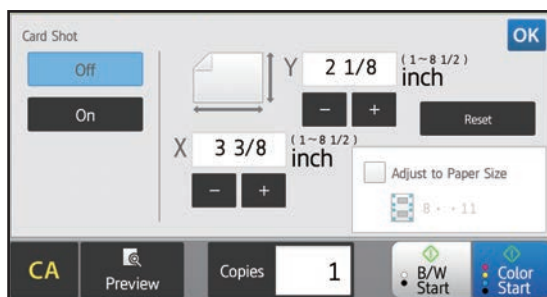 Card Shot
OK
Off
On
Y
2 1/8
(1~8 1/2)
inch
- +
Reset
X
3 3/8
(1~8 1/2)
inch
- +
Adjust to Paper Size
8 · · 11
CA
Preview
Copies
1
B/W
Start
Color
Start